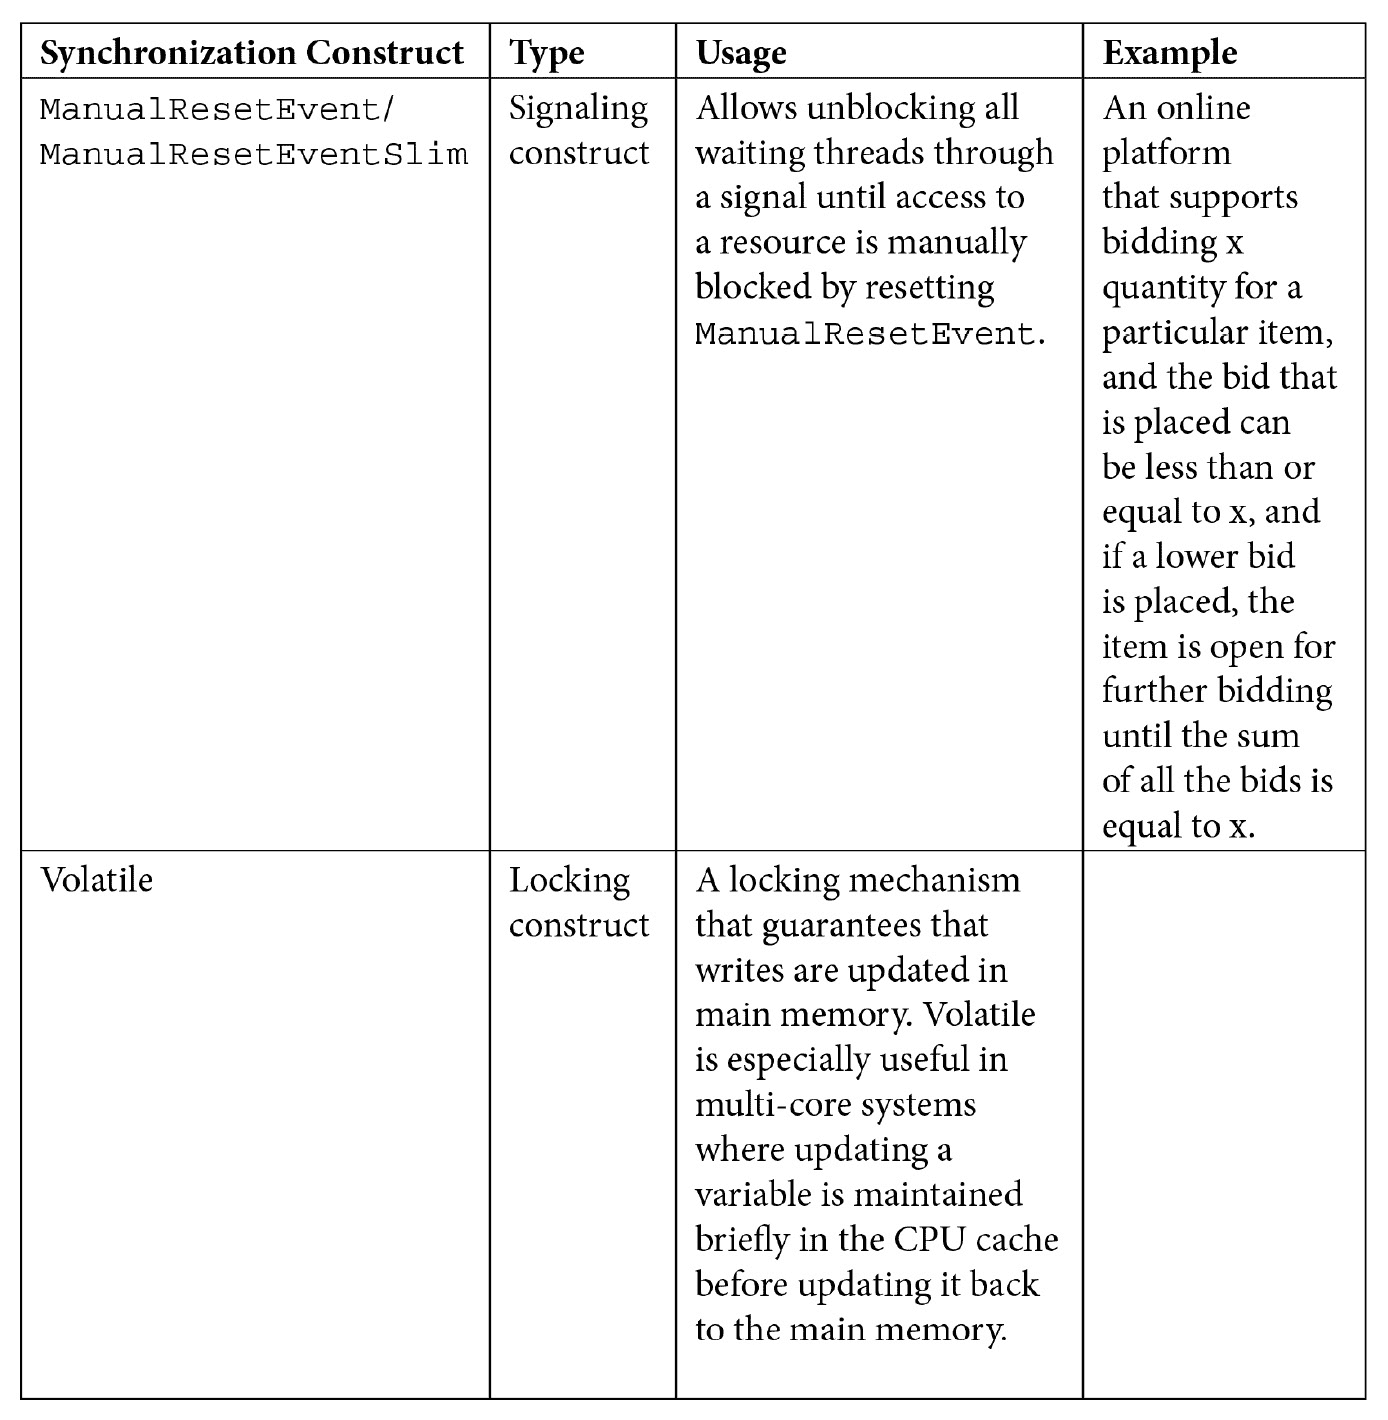 Synchronization Construct
Type
Usage
Example
ManualResetEvent/
ManualResetEventSlim
Signaling
construct
Allows unblocking all
waiting threads through
a signal until access to
a resource is manually
blocked by resetting
ManualResetEvent.
An online
platform
that supports
bidding x
quantity for a
particular item,
and the bid that
is placed can
be less than or
equal to x, and
if a lower bid
is placed, the
item is open for
further bidding
until the sum
of all the bids is
equal to x.
Volatile
Locking
construct
A locking mechanism
that guarantees that
writes are updated in
main memory. Volatile
is especially useful in
multi-core systems
where updating a
variable is maintained
briefly in the CPU cache
before updating it back
to the main memory.